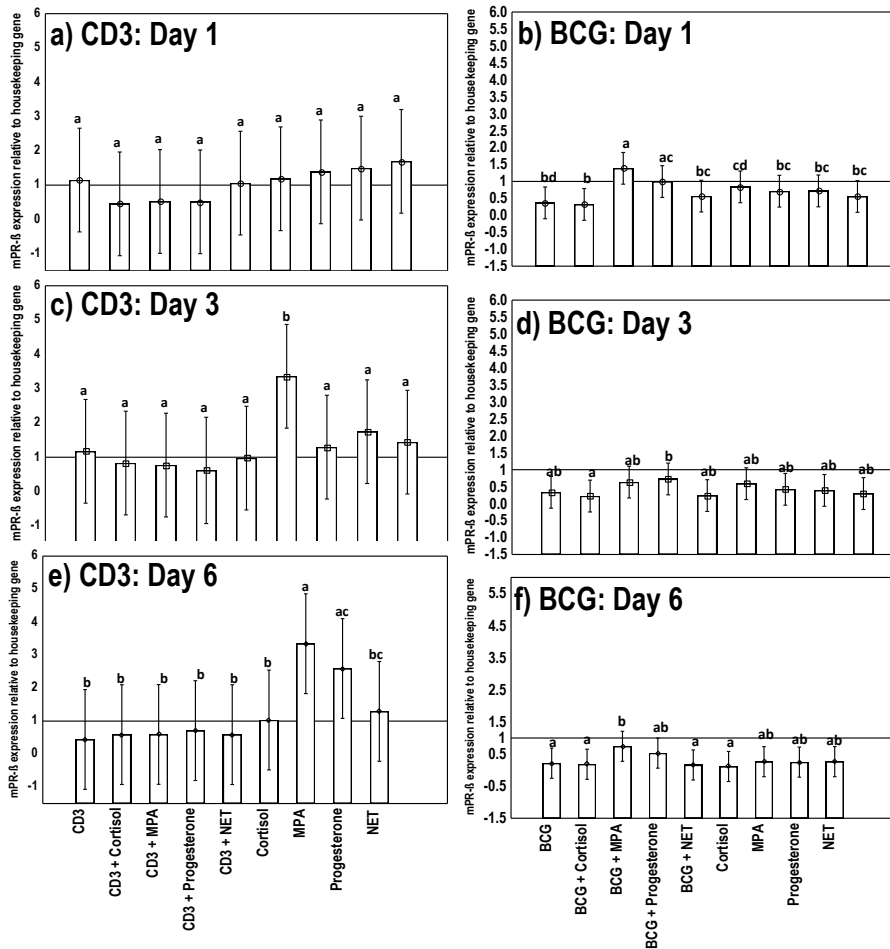 a) CD3: Day 1
mPR-ß expression relative to housekeeping gene
6
5
4
3
2
1
0
-1
a a a a a a a a a
b) BCG: Day 1
mPR-ß expression relative to housekeeping gene
6.0
5.5
5.0
4.5
4.0
3.5
3.0
2.5
2.0
1.5
1
0.5
0.0
-0.5
-1.0
-1.5
bd b a ac bc cd bc bc bc
c) CD3: Day 3
mPR-ß expression relative to housekeeping gene
6
5
4
3
2
1
0
-1
a a a a a b a a a
d) BCG: Day 3
mPR-ß expression relative to housekeeping gene
6.0
5.5
5.0
4.5
4.0
3.5
3.0
2.5
2.0
1.5
1
0.5
0.0
-0.5
-1.0
-1.5
ab a ab b ab ab ab ab ab
e) CD3: Day 6
mPR-ß expression relative to housekeeping gene
6
5
4
3
2
1
0
-1
b b b b b b a ac bc
CD3
CD3 + Cortisol
CD3 + MPA
CD3 + Progesterone
CD3 + NET
Cortisol
MPA
Progesterone
NET
f) BCG: Day 6
mPR-ß expression relative to housekeeping gene
5.5
4.5
3.5
2.5
1.5
1
0.5
-0.5
-1.5
a a b ab a a ab ab ab
BCG
BCG + Cortisol
BCG + MPA
BCG + Progesterone
BCG + NET
Cortisol
MPA
Progesterone
NET